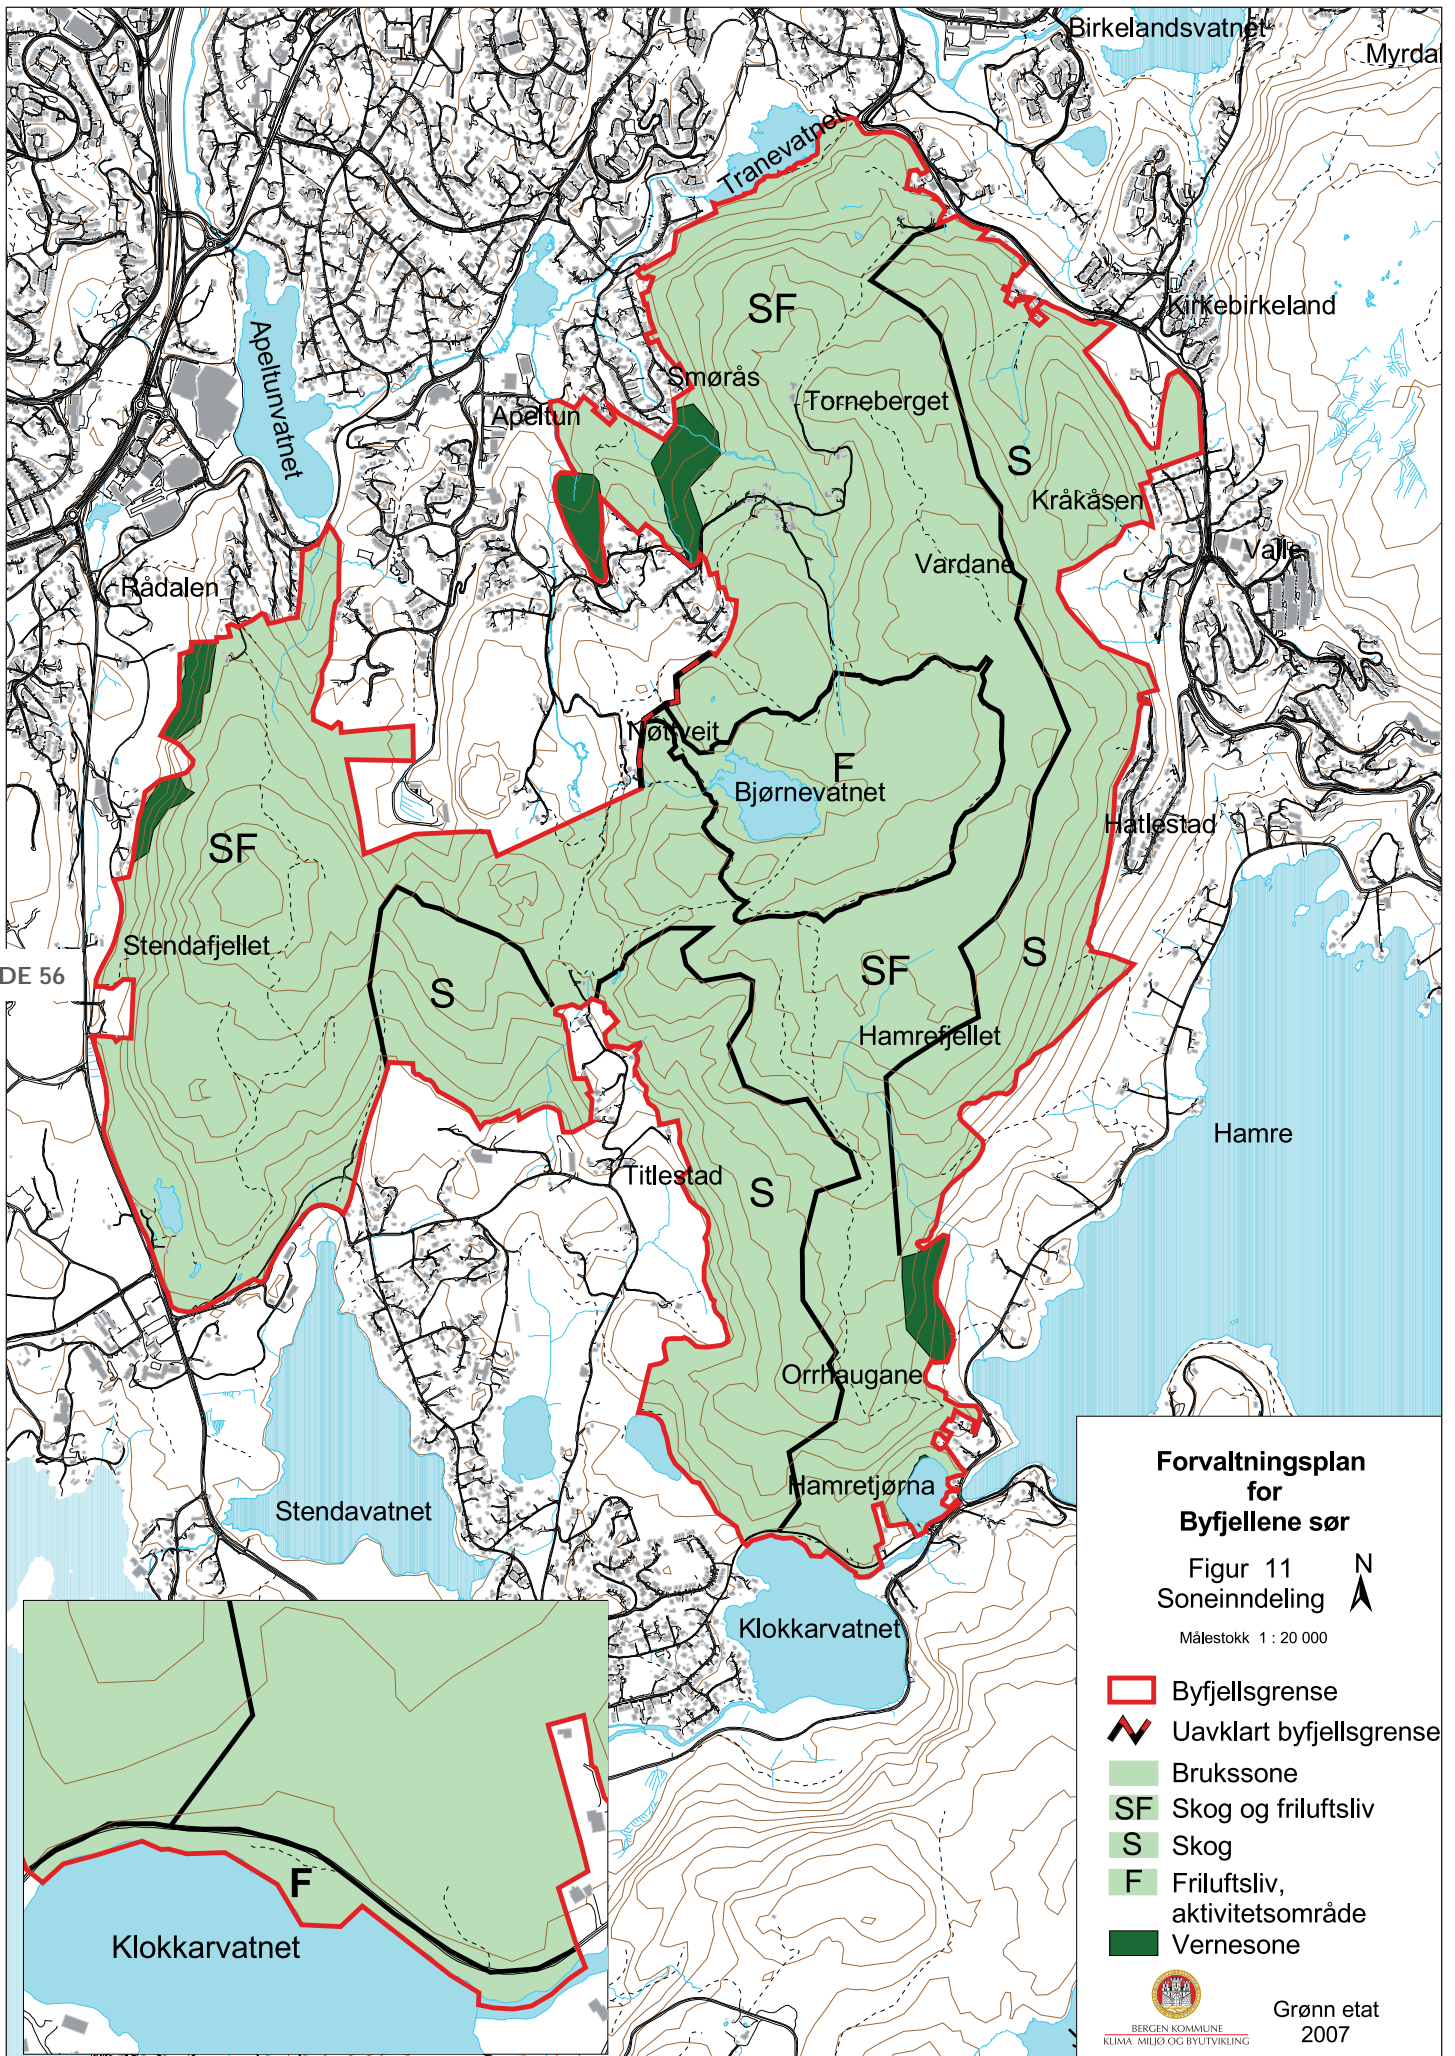 Birkelandsvatnet
Myrdal
Tranevatnet
Kirkebirkeland
SF
Apeltunvatnet
Smørås
Torneberget
Apeltun
S
Kråkåsen
Valle
Vardane
Rådalen
Nøttveit
F
Bjørnevatnet
Hatlestad
SF
Stendafjellet
DE 56
S
SF
S
Hamrefjellet
Hamre
Titlestad
S
Orrhaugane
Hamretjørna
Stendavatnet
Klokkarvatnet
F
Klokkarvatnet
Forvaltningsplan
for
Byfjellene sør
Figur 11
Soneinndeling
N
Målestokk 1 : 20 000
Byfjellsgrense
Uavklart byfjellsgrense
Brukssone
SF Skog og friluftsliv
S Skog
F Friluftsliv,
aktivitetsområde
Vernesone
BERGEN KOMMUNE
KLIMA MILJØ OG BYUTVIKLING
Grønn etat
2007